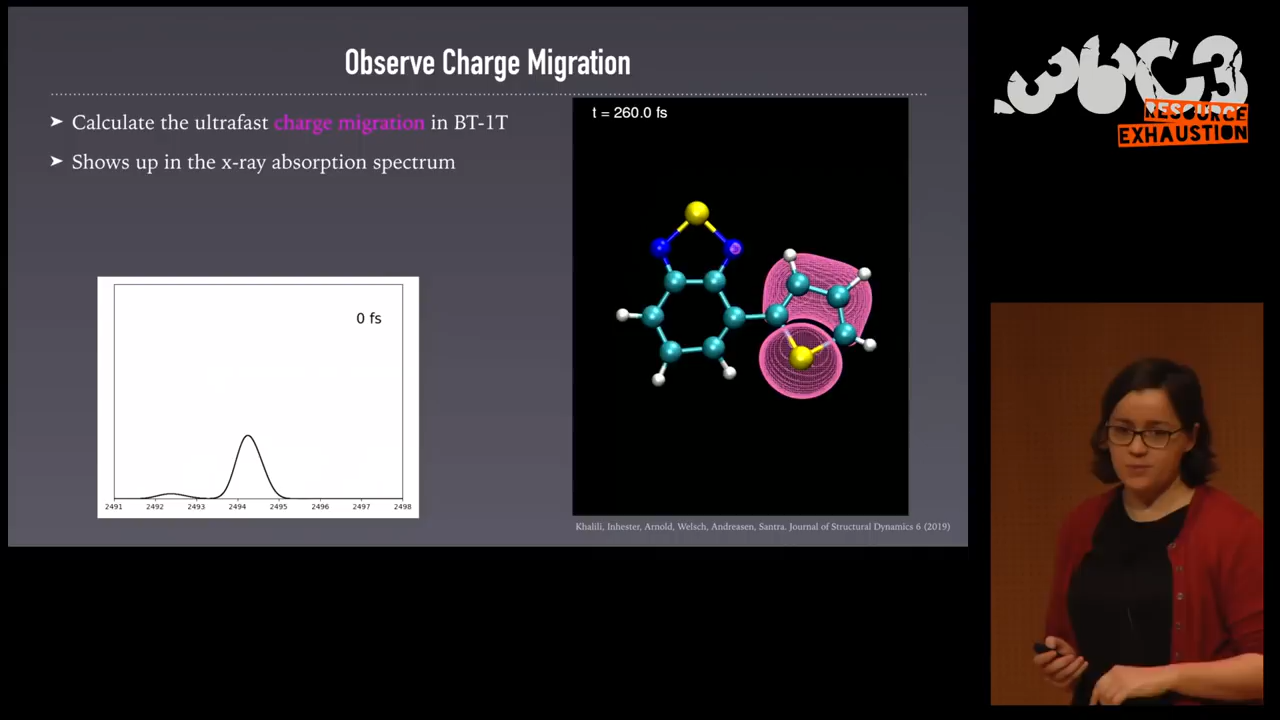 Observe Charge Migration
➤ Calculate the ultrafast charge migration in BT-1T
➤ Shows up in the x-ray absorption spectrum
t = 260.0 fs
0 fs
2491 2492 2493 2494 2495 2496 2497 2498
Khalili, Inhester, Arnold, Welsch, Andreasen, Santra. Journal of Structural Dynamics 6 (2019)
36C3
RESOURCE
EXHAUSTION